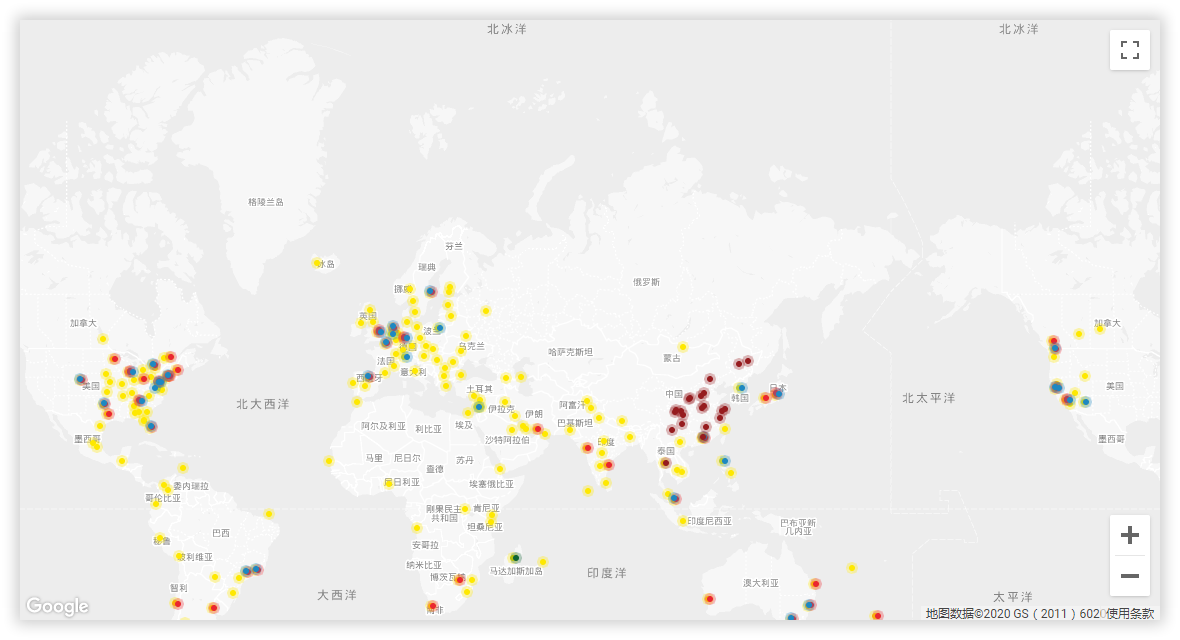 北冰洋
北冰洋
格陵兰岛
冰岛
芬兰
瑞典
挪威
俄罗斯
英国
加拿大
加拿大
乌克兰
哈萨克斯坦
蒙古
法国
德国
意大利
美国
美国
土耳其
中国
韩国
日本
北大西洋
北太平洋
伊拉克
伊朗
阿富汗
巴基斯坦
阿尔及利亚
利比亚
埃及
墨西哥
墨西哥
沙特阿拉伯
印度
泰国
马里
尼日尔
苏丹
乍得
委内瑞拉
哥伦比亚
尼日利亚
埃塞俄比亚
刚果民主
共和国
肯尼亚
坦桑尼亚
印度尼西亚
巴布亚新
几内亚
巴西
秘鲁
安哥拉
玻利维亚
纳米比亚
博茨瓦纳
马达加斯加岛
印度洋
澳大利亚
智利
大西洋
太平洋
南非
Google
地图数据©2020 GS（2011）6020使用条款